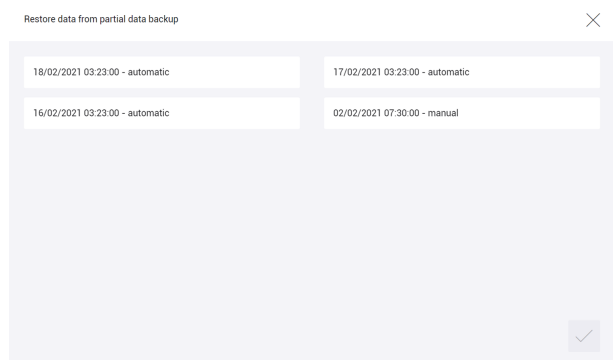 Restore data from partial data backup
18/02/2021 03:23:00 - automatic
17/02/2021 03:23:00 - automatic
16/02/2021 03:23:00 - automatic
02/02/2021 07:30:00 - manual